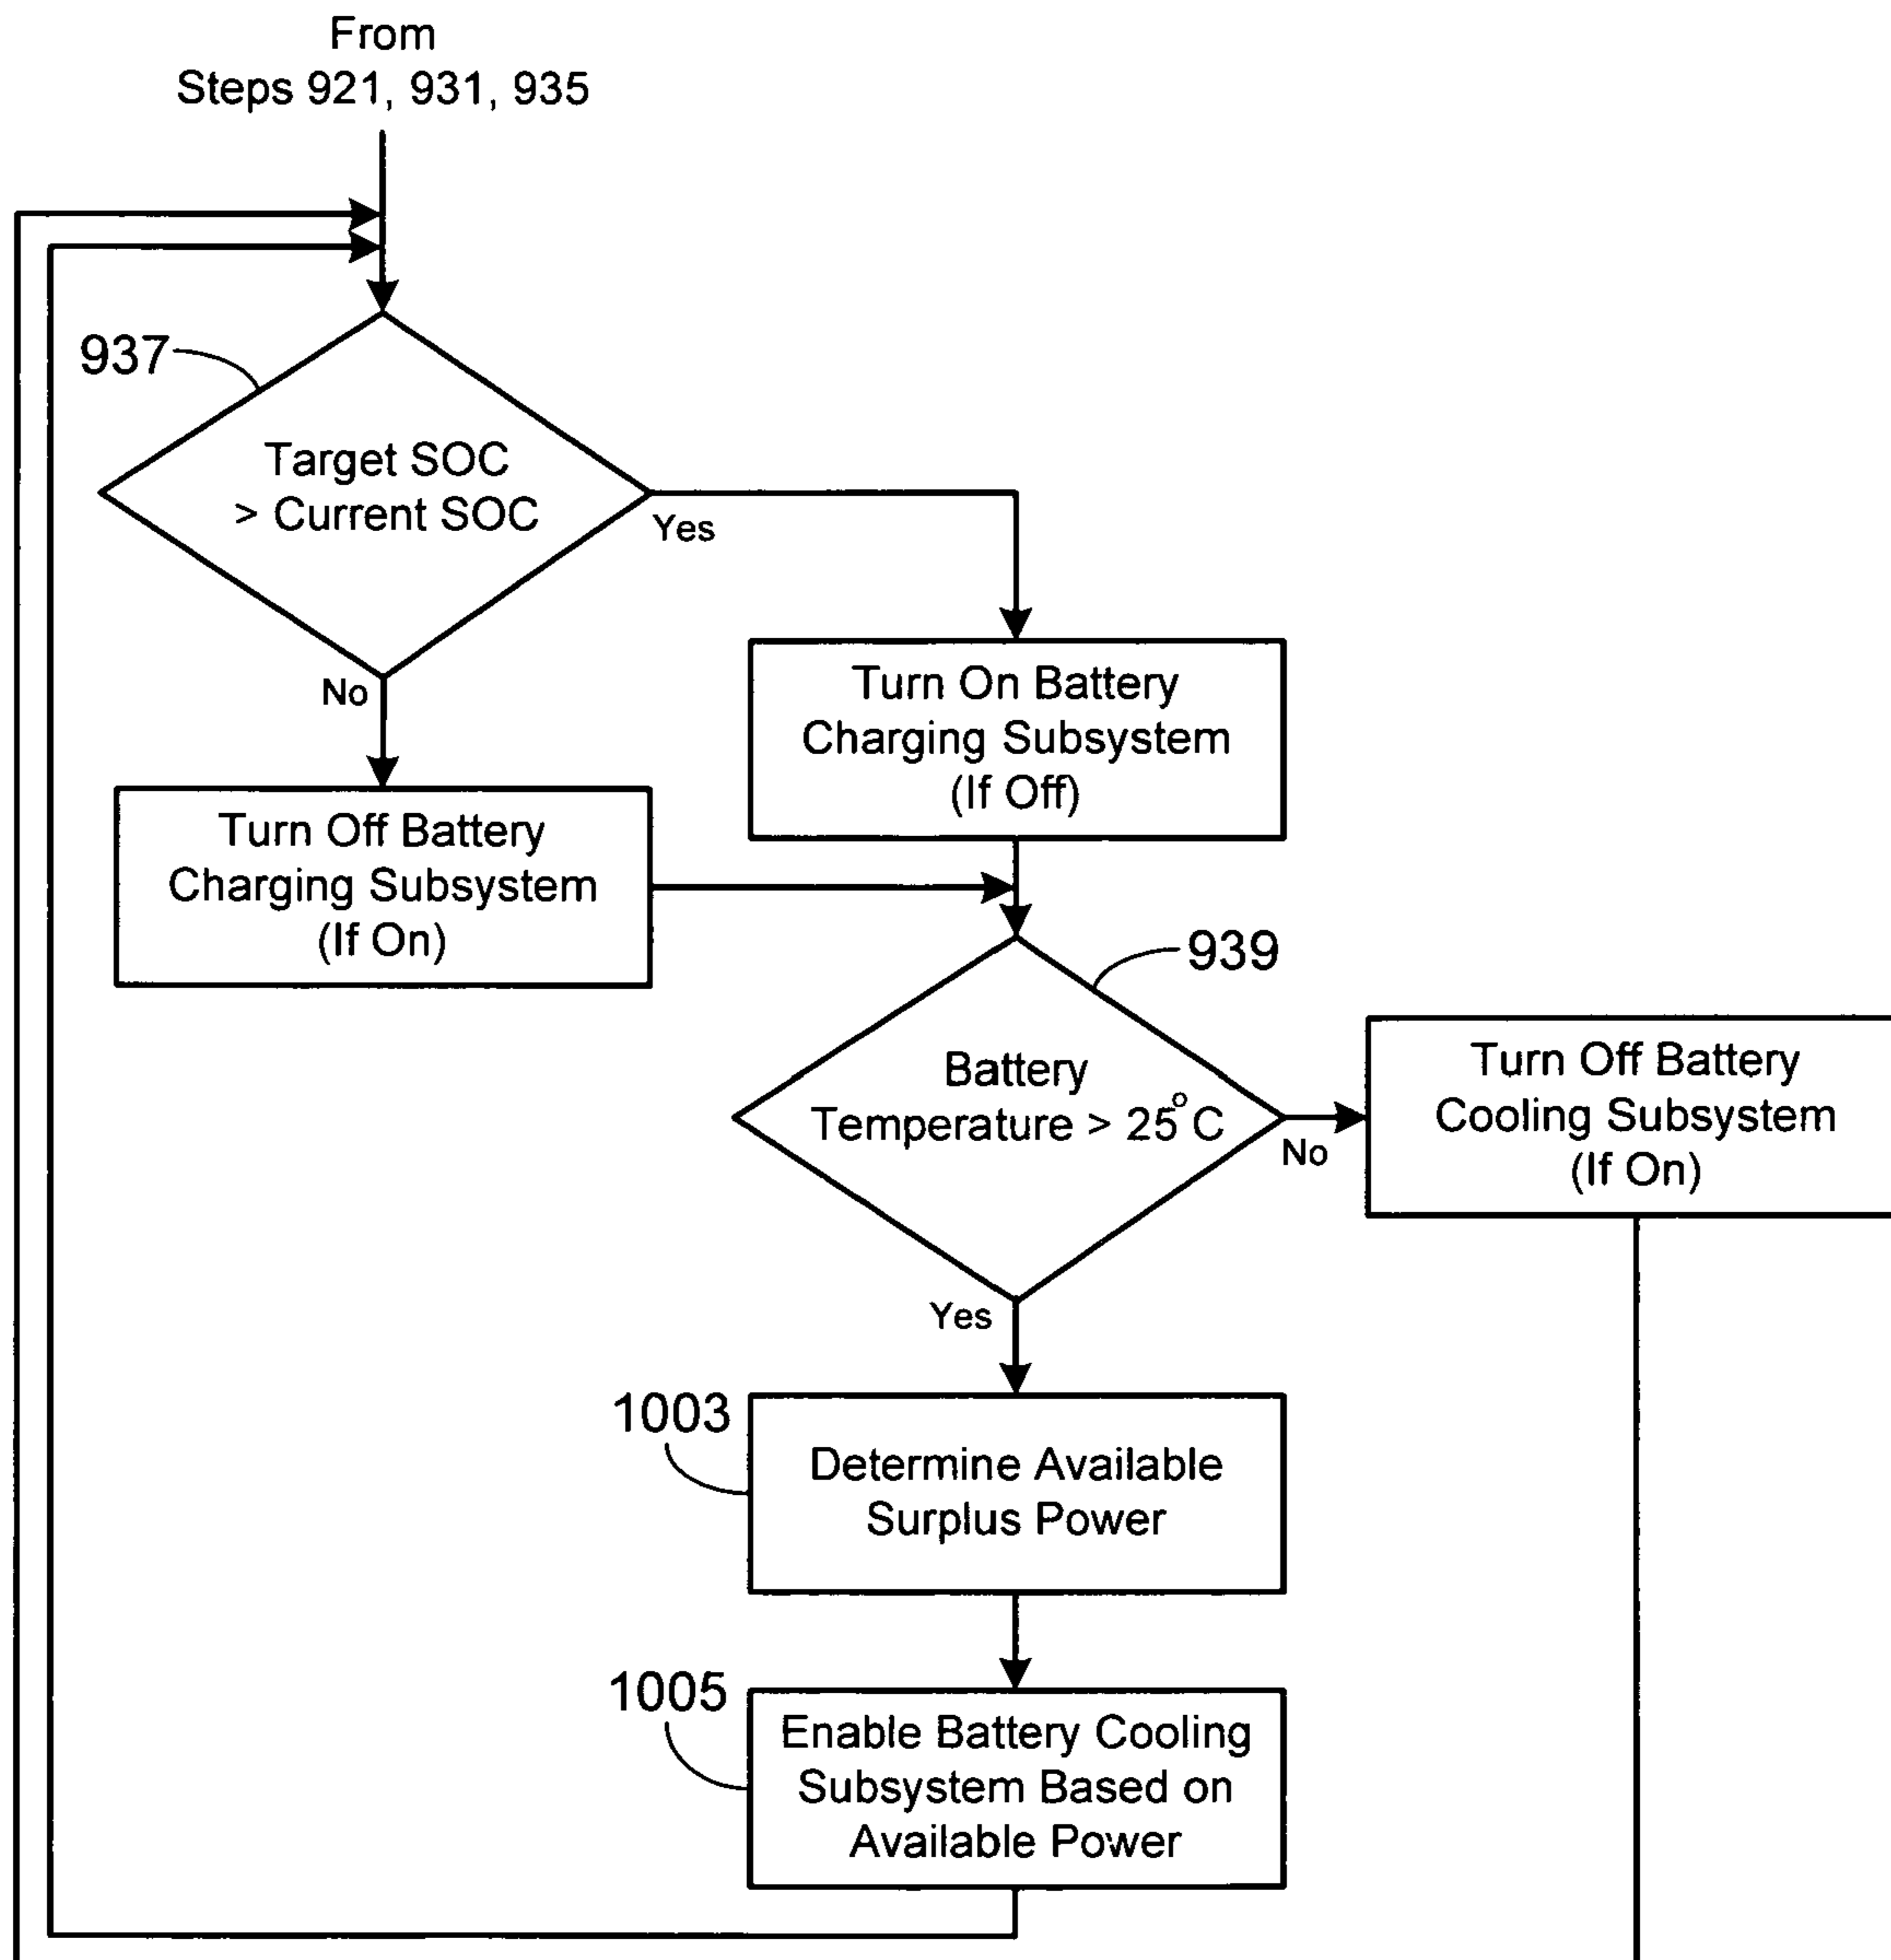 From
Steps 921, 931, 935
937
Target SOC
> Current SOC
Yes
No
Turn On Battery
Charging Subsystem
(If Off)
Turn Off Battery
Charging Subsystem
(If On)
939
Battery
Temperature > 25°C
No
Turn Off Battery
Cooling Subsystem
(If On)
Yes
1003
Determine Available
Surplus Power
1005
Enable Battery Cooling
Subsystem Based on
Available Power